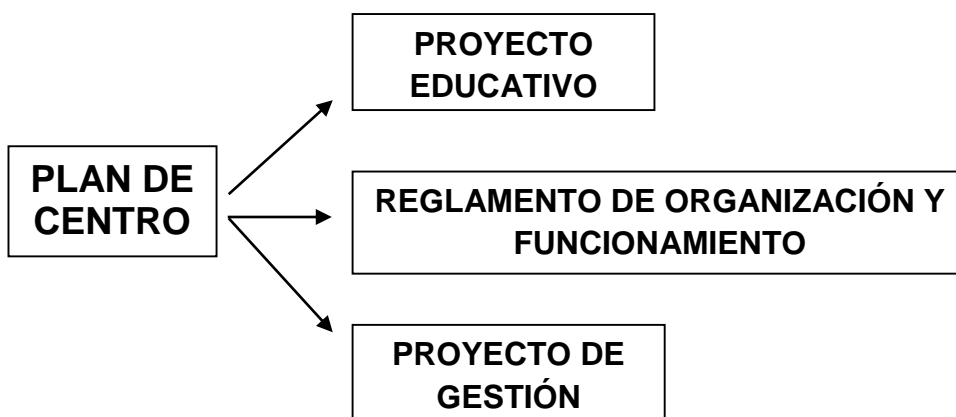 PROYECTO
EDUCATIVO
PLAN DE
CENTRO
REGLAMENTO DE ORGANIZACIÓN Y
FUNCIONAMIENTO
PROYECTO DE
GESTIÓN